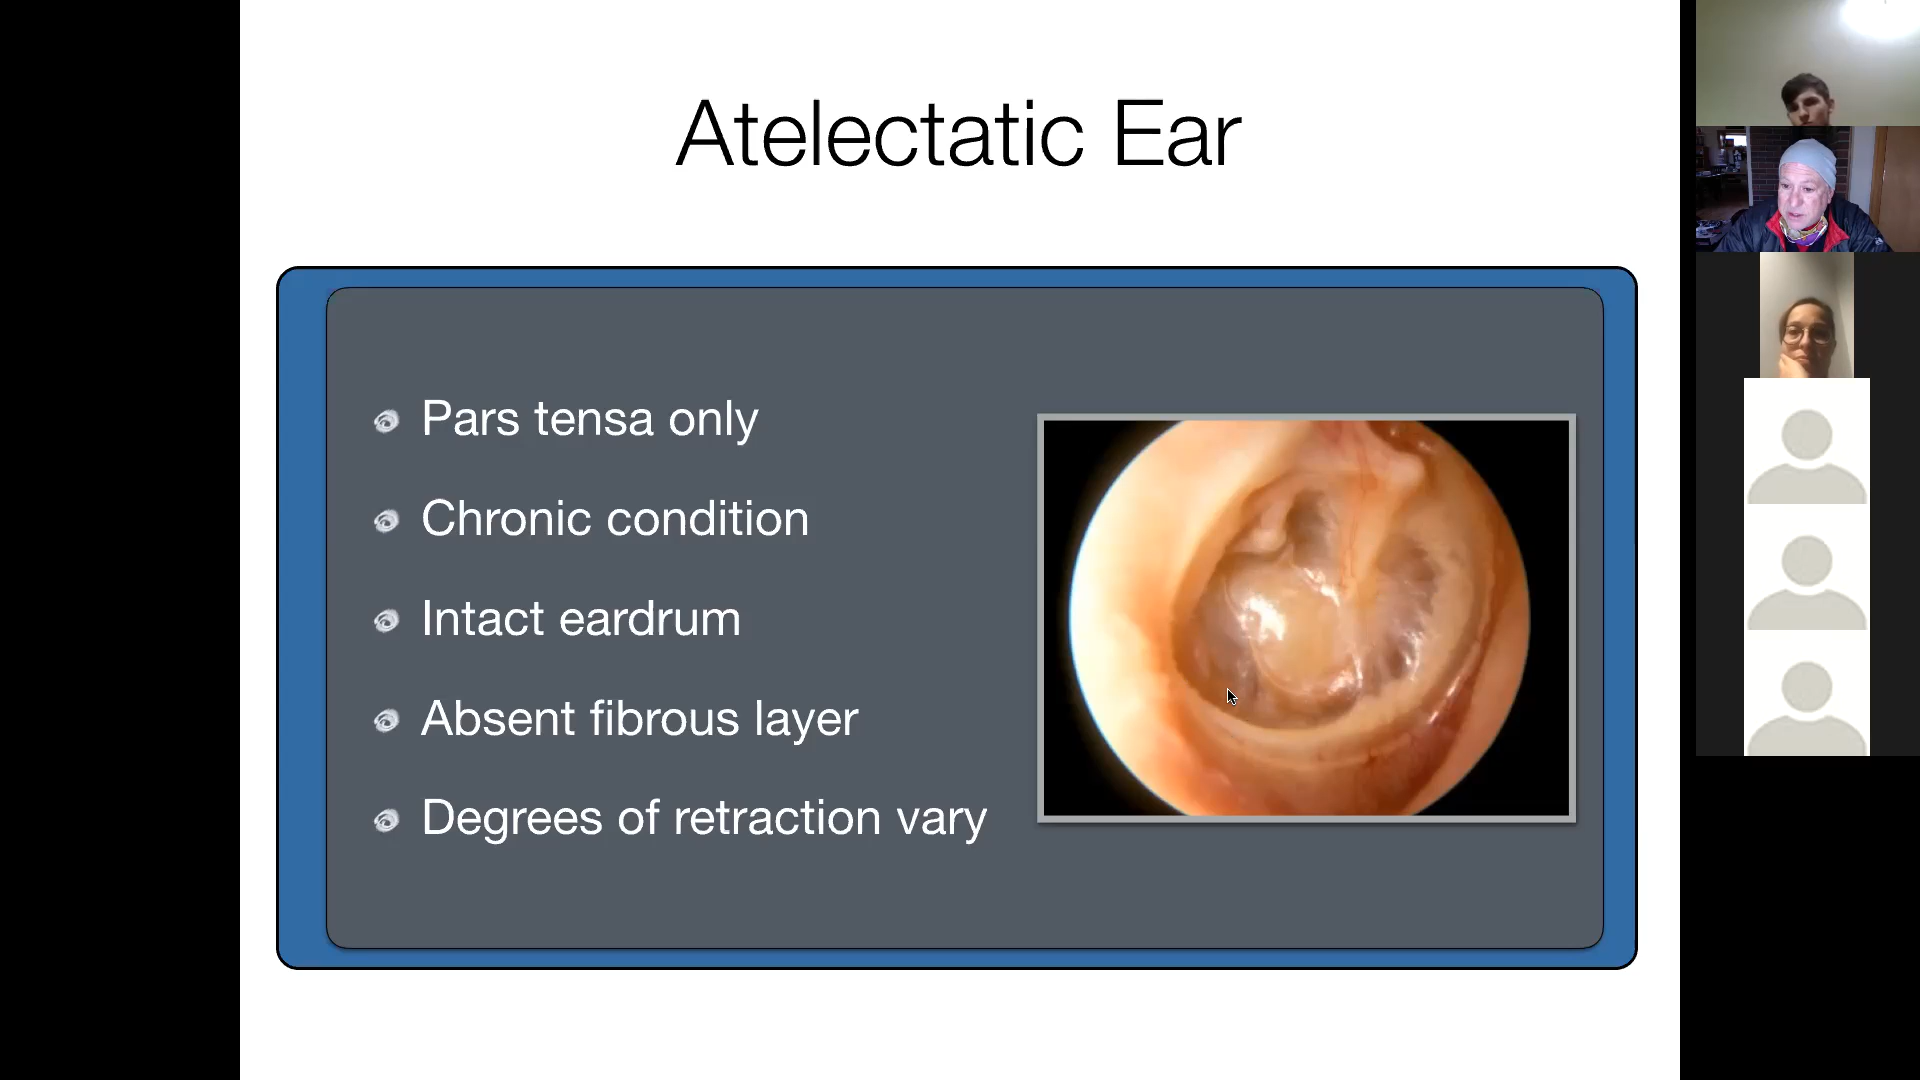 Atelectatic Ear
Pars tensa only
Chronic condition
Intact eardrum
Absent fibrous layer
Degrees of retraction vary